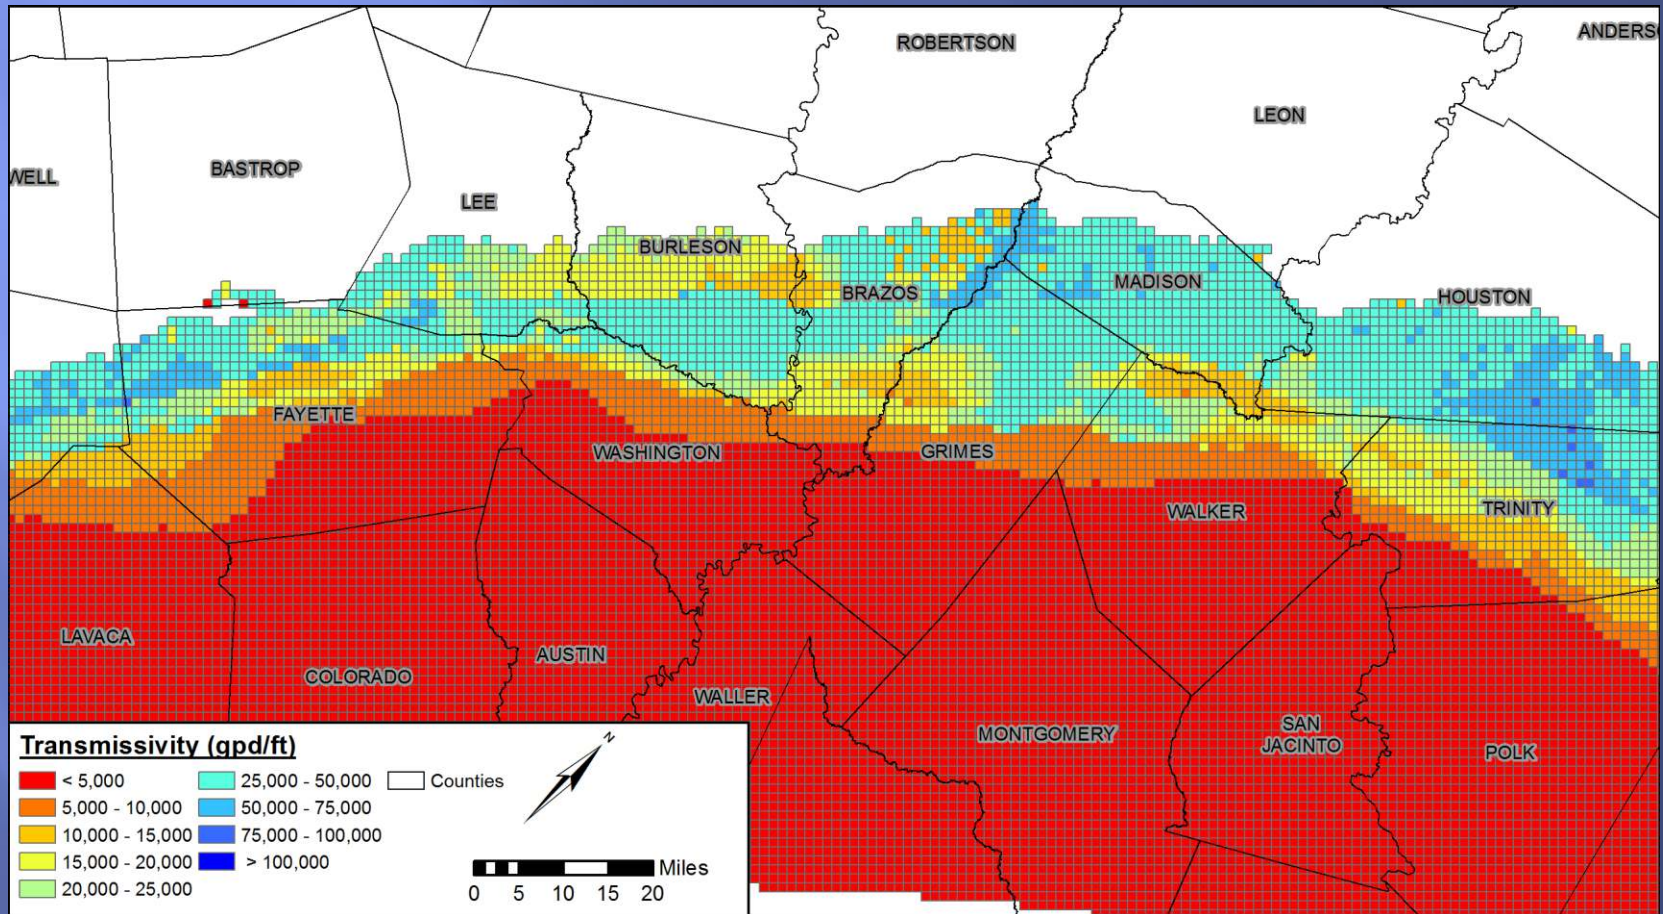 ROBERTSON
ANDERS
LEON
BASTROP
WELL
LEE
BURLESON
MADISON
BRAZOS
HOUSTON
FAYETTE
WASHINGTON
GRIMES
TRINITY
WALKER
LAVACA
AUSTIN
COLORADO
WALLER
MONTGOMERY
SAN
JACINTO
POLK
Transmissivity (gpd/ft)
< 5,000
5,000 - 10,000
10,000 - 15,000
15,000 - 20,000
20,000 - 25,000
25,000 - 50,000
50,000 - 75,000
75,000 - 100,000
> 100,000
Counties
N
Miles
0 5 10 15 20